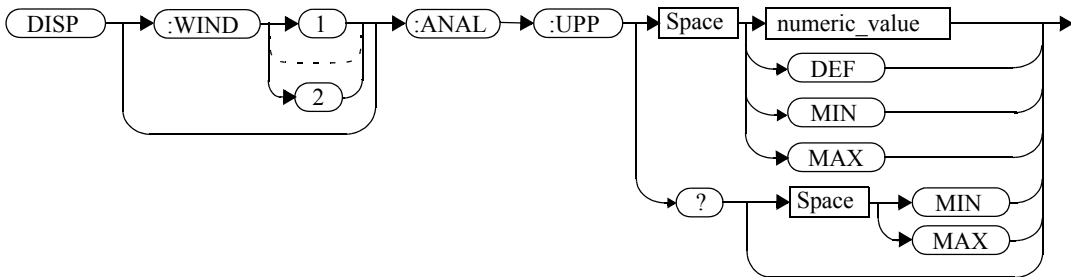 DISP :WIND 1 :ANAL :UPP Space numeric_value
DEF
2
MIN
MAX
? Space MIN
MAX